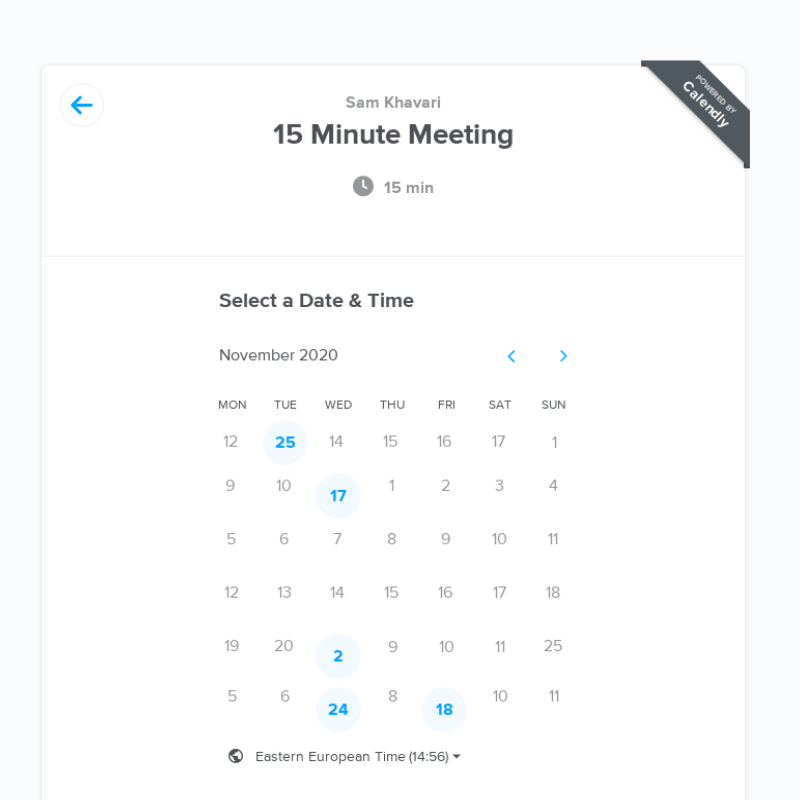 POWERED BY
Calendly
Sam Khavari
15 Minute Meeting
15 min
Select a Date & Time
November 2020
MON TUE WED THU FRI SAT SUN
12 25 14 15 16 17 1
9 10 17 1 2 3 4
5 6 7 8 9 10 11
12 13 14 15 16 17 18
19 20 2 9 10 11 25
5 6 24 8 18 10 11
Eastern European Time (14:56)